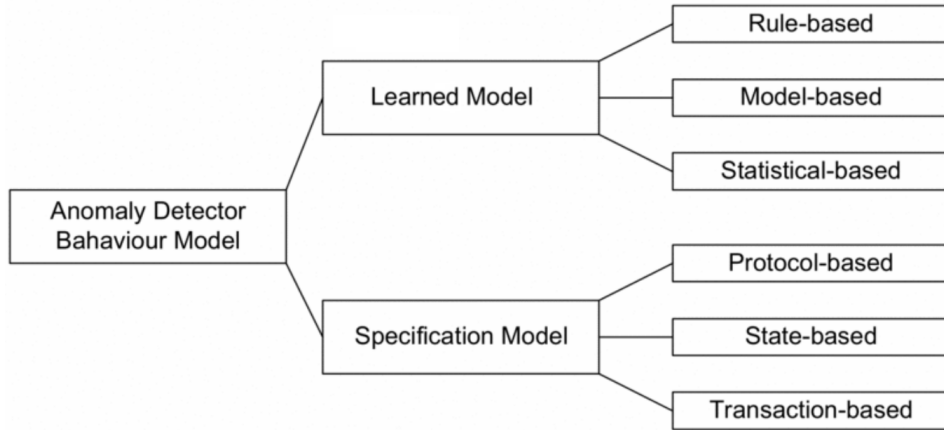 Rule-based
Learned Model
Model-based
Statistical-based
Anomaly Detector
Bahaviour Model
Protocol-based
Specification Model
State-based
Transaction-based